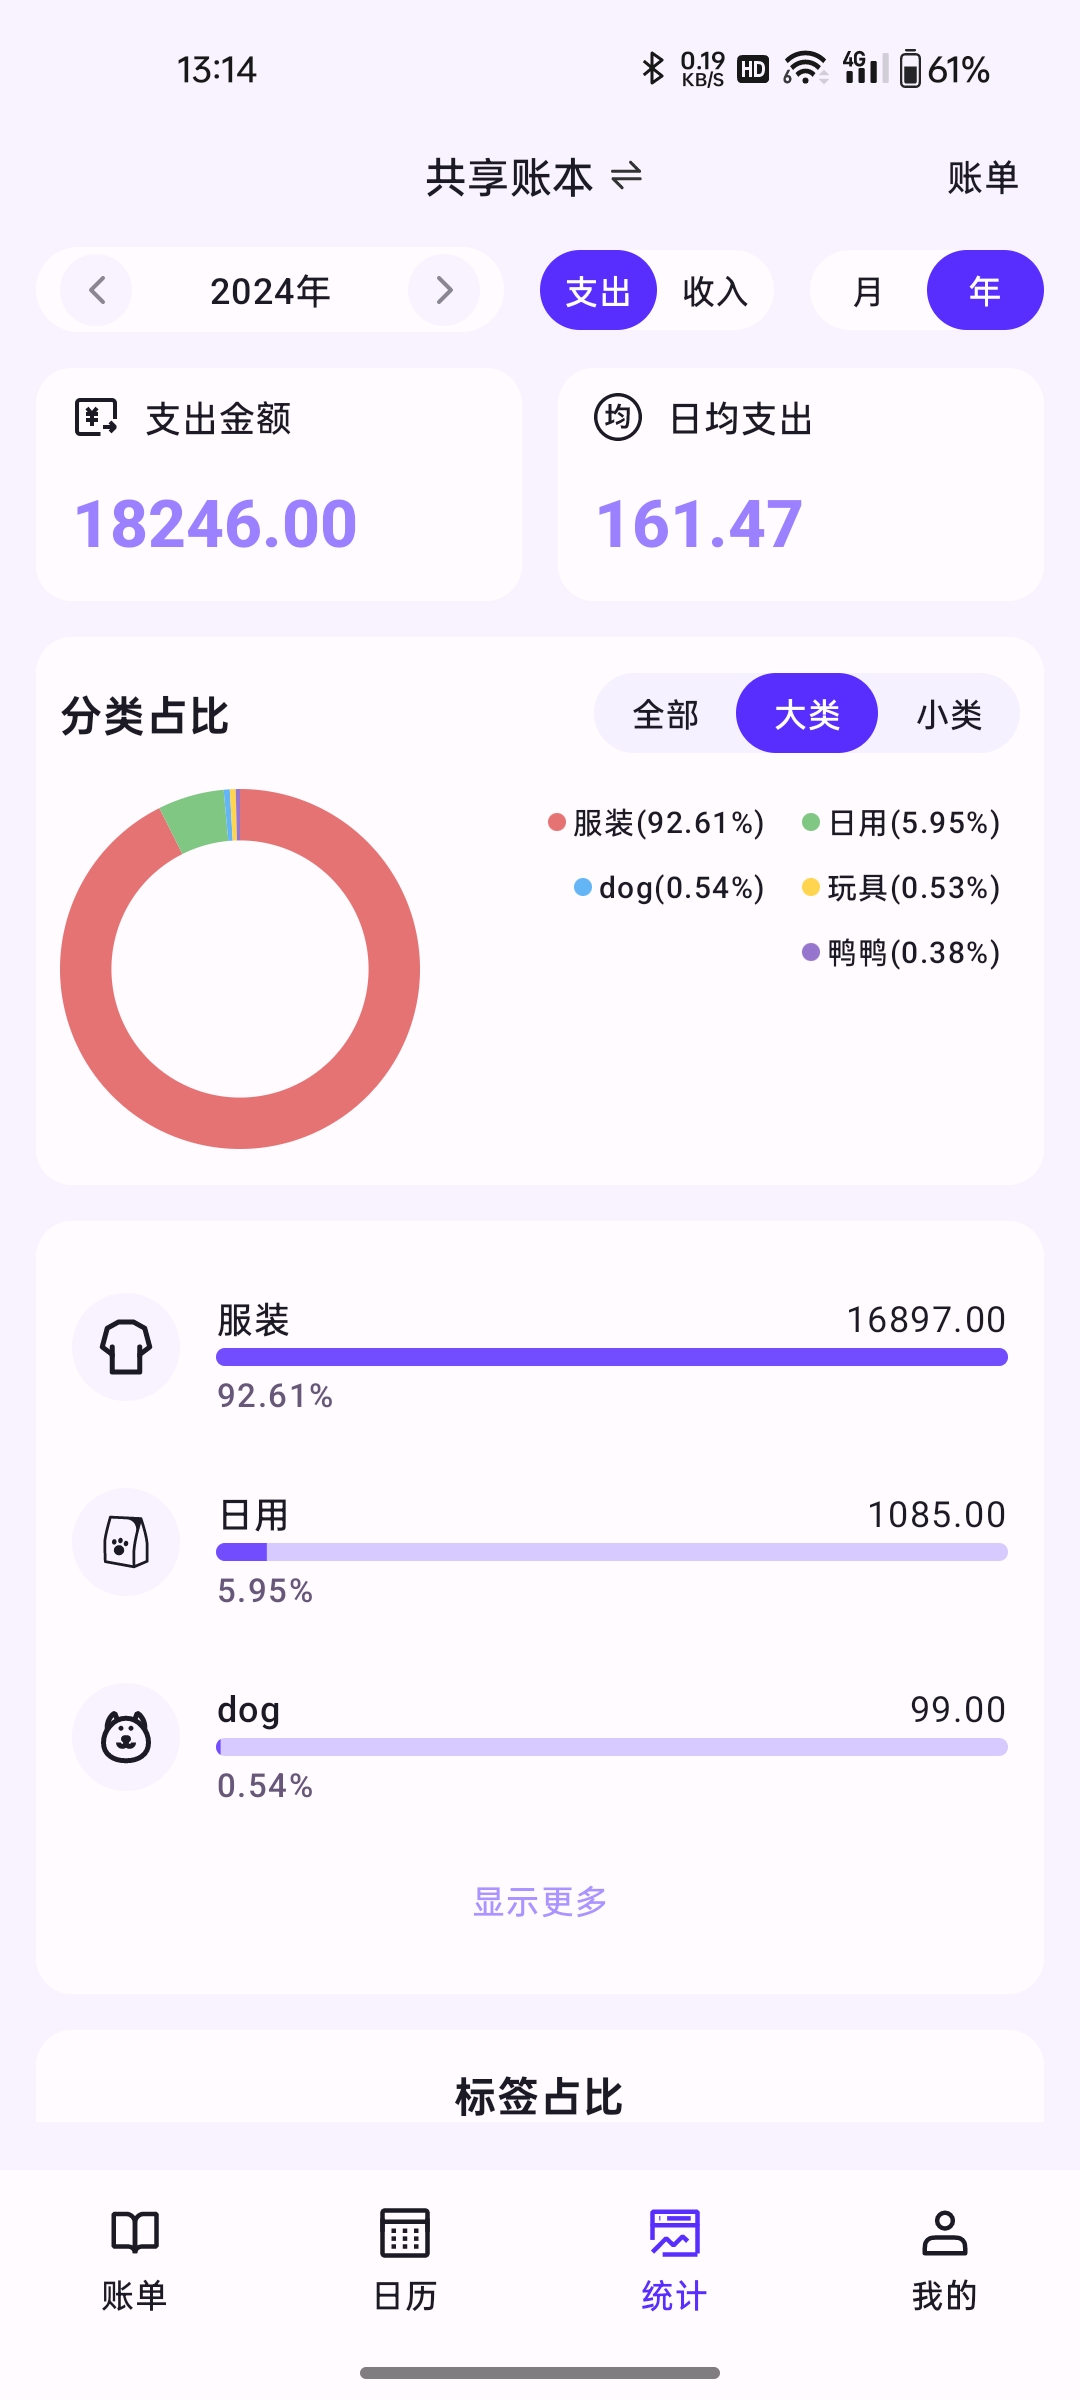 13:14 0.19 KB/S HD 6 4G 61%
共享账本 ⇌ 账单
2024年 支出 收入 月 年
支出金额 均 日均支出
18246.00 161.47
分类占比 全部 大类 小类
服装(92.61%) 日用(5.95%)
dog(0.54%) 玩具(0.53%)
鸭鸭(0.38%)
服装 16897.00
92.61%
日用 1085.00
5.95%
dog 99.00
0.54%
显示更多
标签占比
账单 日历 统计 我的